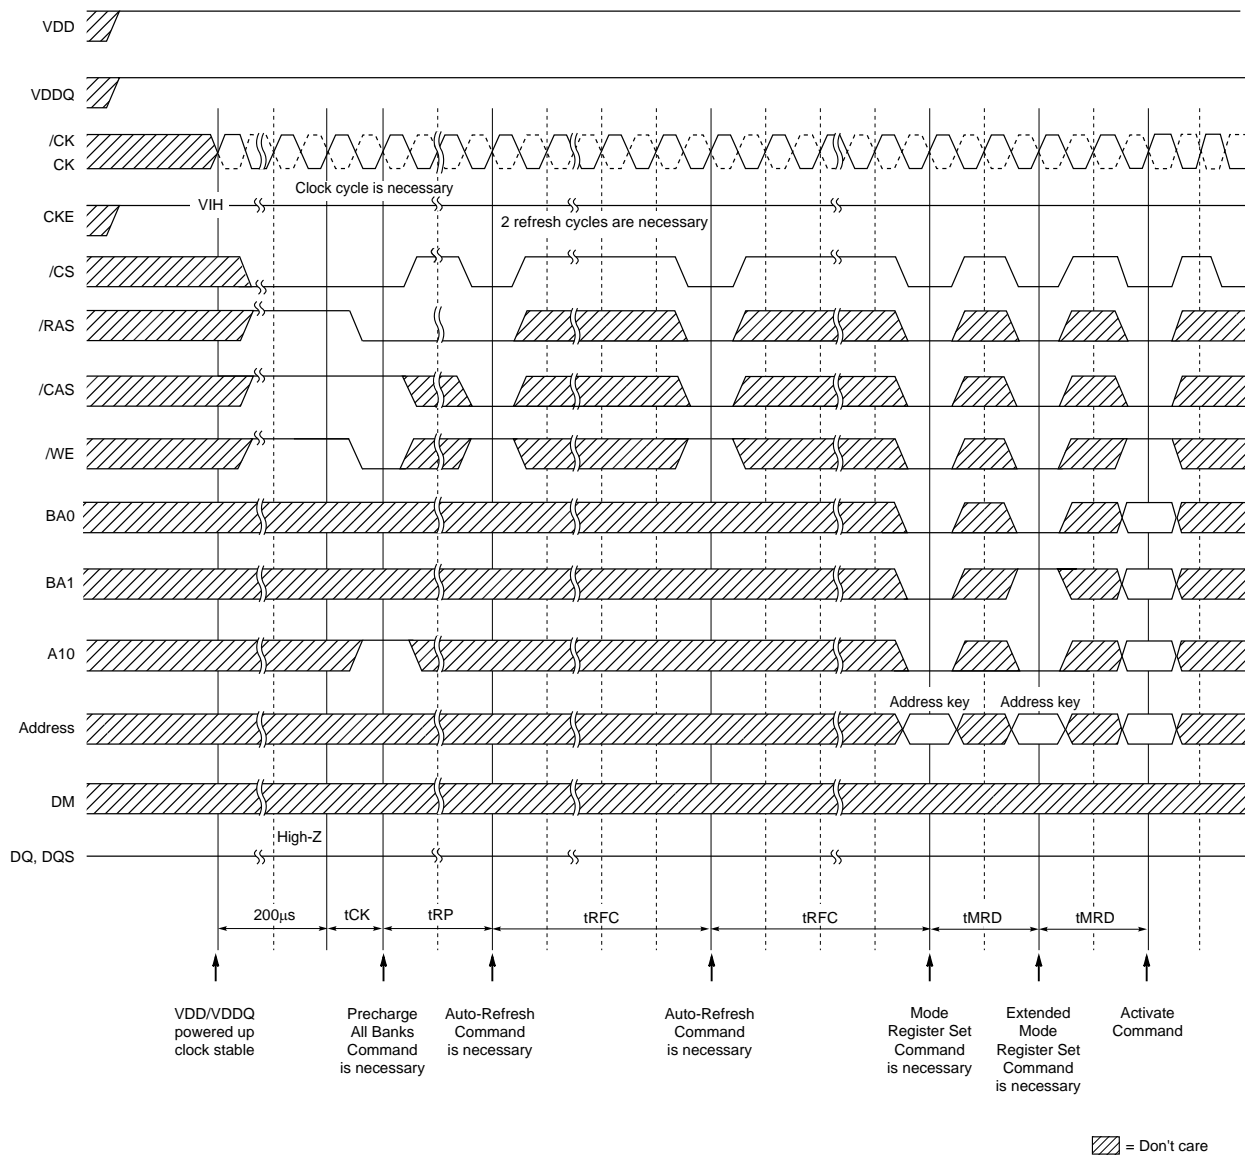 VDD
VDDQ
/CK
CK
Clock cycle is necessary
VIH
CKE
2 refresh cycles are necessary
/CS
/RAS
/CAS
/WE
BA0
BA1
A10
Address key
Address key
Address
DM
High-Z
DQ, DQS
200μs
tCK
tRP
tRFC
tRFC
tMRD
tMRD
VDD/VDDQ
powered up
clock stable
Precharge
All Banks
Command
is necessary
Auto-Refresh
Command
is necessary
Auto-Refresh
Command
is necessary
Mode
Register Set
Command
is necessary
Extended
Mode
Register Set
Command
is necessary
Activate
Command
= Don't care